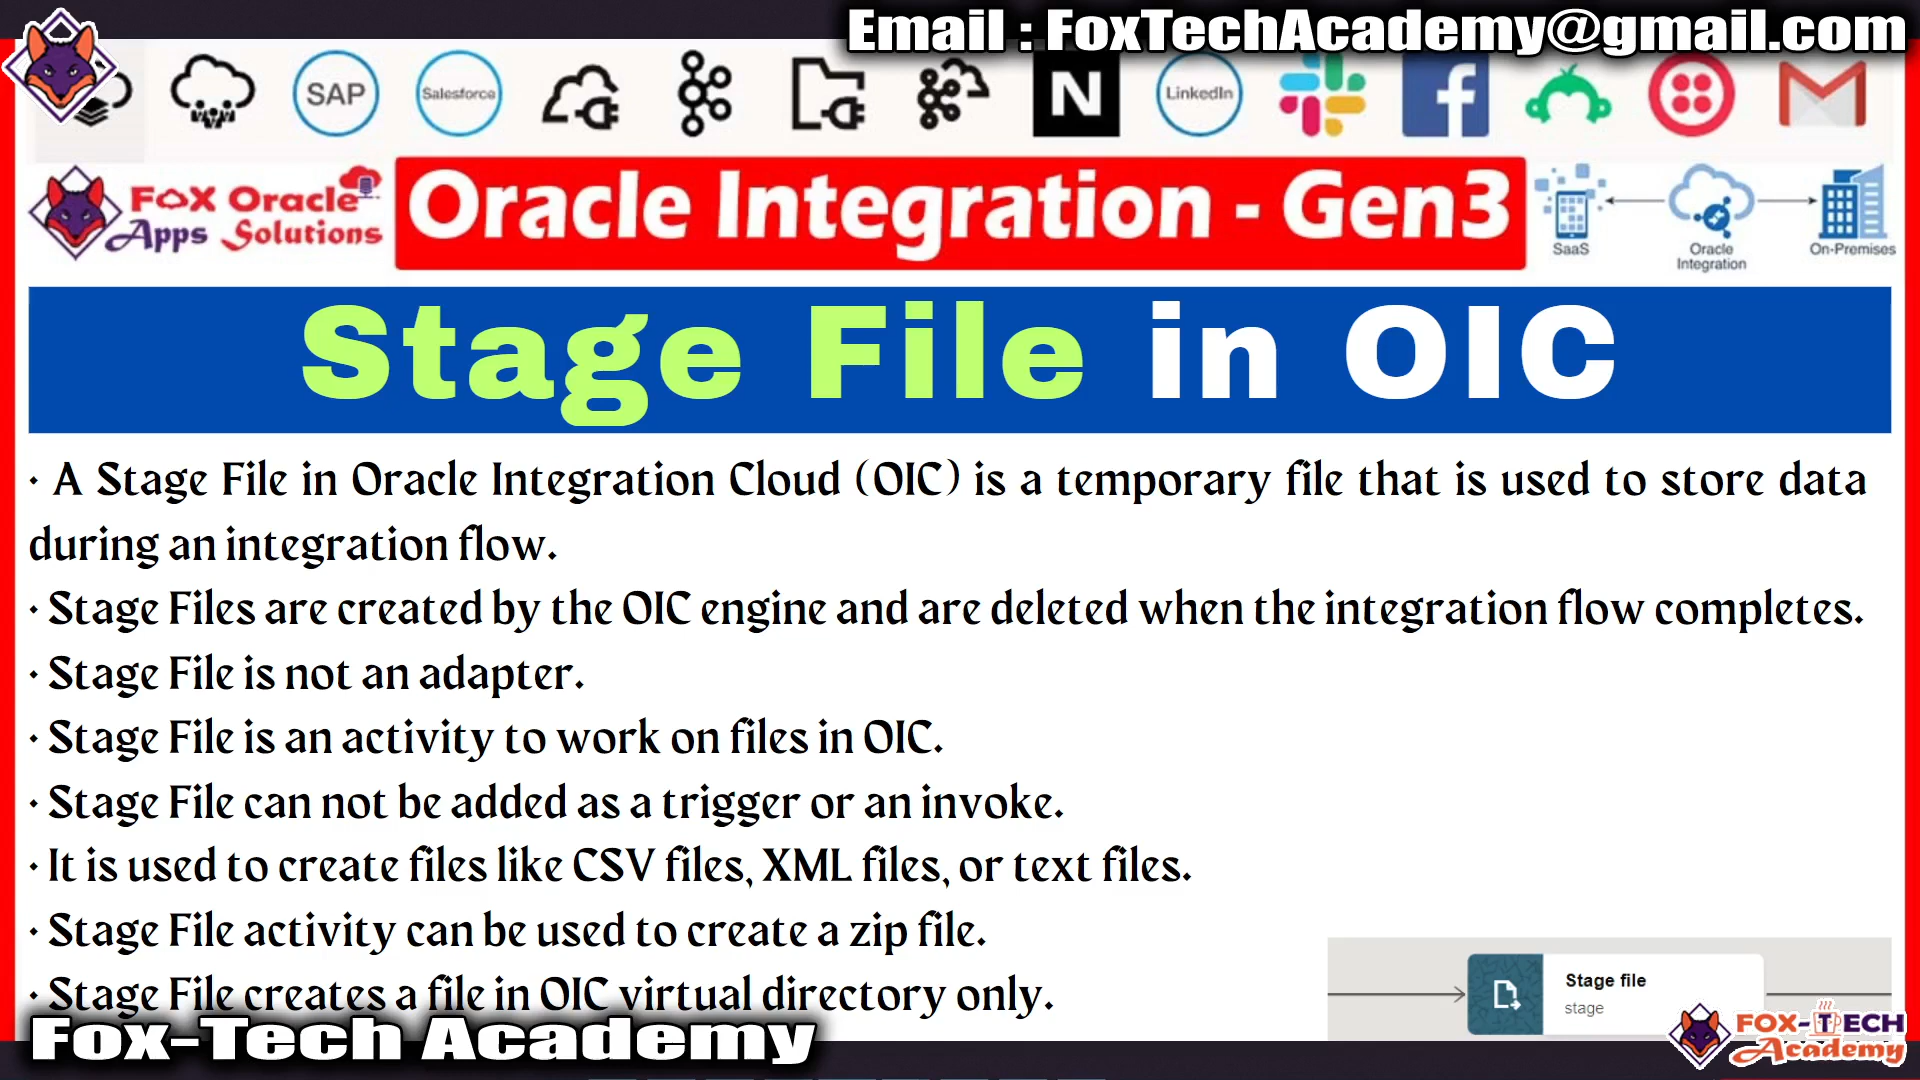 Email : FoxTechAcademy@gmail.com
SAP
Salesforce
N
LinkedIn
f
FOX Oracle
Apps Solutions
Oracle Integration - Gen3
SaaS
Oracle
Integration
On-Premises
Stage File in OIC
· A Stage File in Oracle Integration Cloud (OIC) is a temporary file that is used to store data
during an integration flow.
· Stage Files are created by the OIC engine and are deleted when the integration flow completes.
· Stage File is not an adapter.
· Stage File is an activity to work on files in OIC.
· Stage File can not be added as a trigger or an invoke.
· It is used to create files like CSV files, XML files, or text files.
· Stage File activity can be used to create a zip file.
· Stage File creates a file in OIC virtual directory only.
Stage file
stage
Fox-Tech Academy
FOX-TECH
Academy